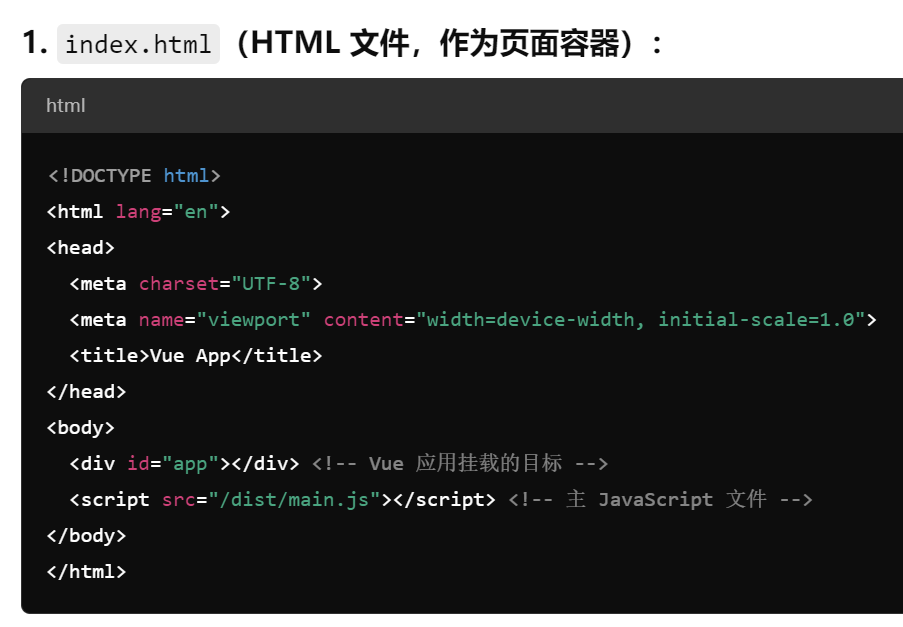 1. index.html（HTML 文件，作为页面容器）：
html
<!DOCTYPE html>
<html lang="en">
<head>
  <meta charset="UTF-8">
  <meta name="viewport" content="width=device-width, initial-scale=1.0">
  <title>Vue App</title>
</head>
<body>
  <div id="app"></div> <!-- Vue 应用挂载的目标 -->
  <script src="/dist/main.js"></script> <!-- 主 JavaScript 文件 -->
</body>
</html>